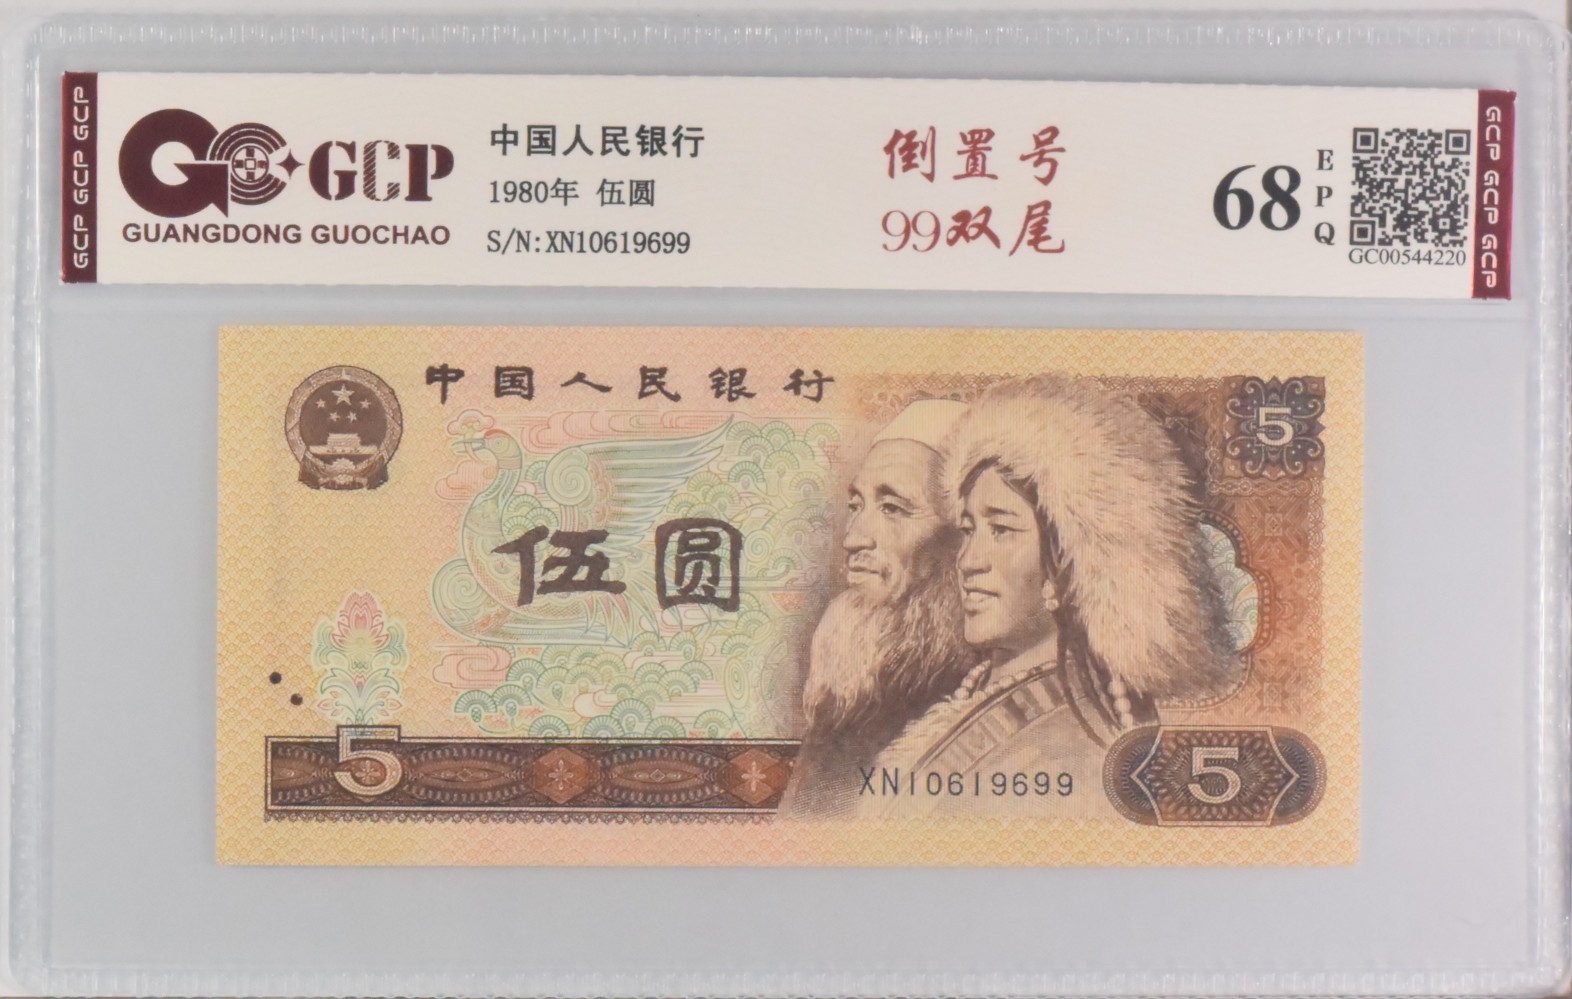 GCP GCP GCP
GCP
GUANGDONG GUOCHAO
中国人民银行
1980年 伍圆
S/N:XN10619699
倒置号
99双尾
68
EPQ
GC00544220
GCP GCP GCP
中国人民银行
5
伍圆
5
XN10619699
5